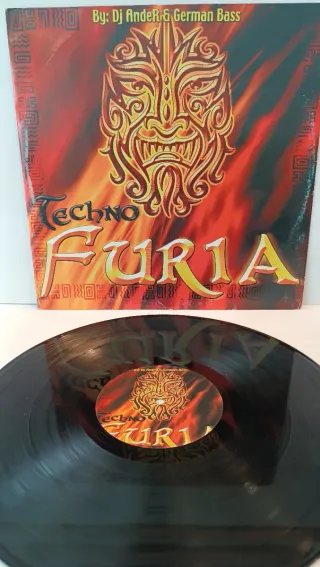 By: Dj AndeR & German Bass
Techno
FURIA
Techno
FURIA